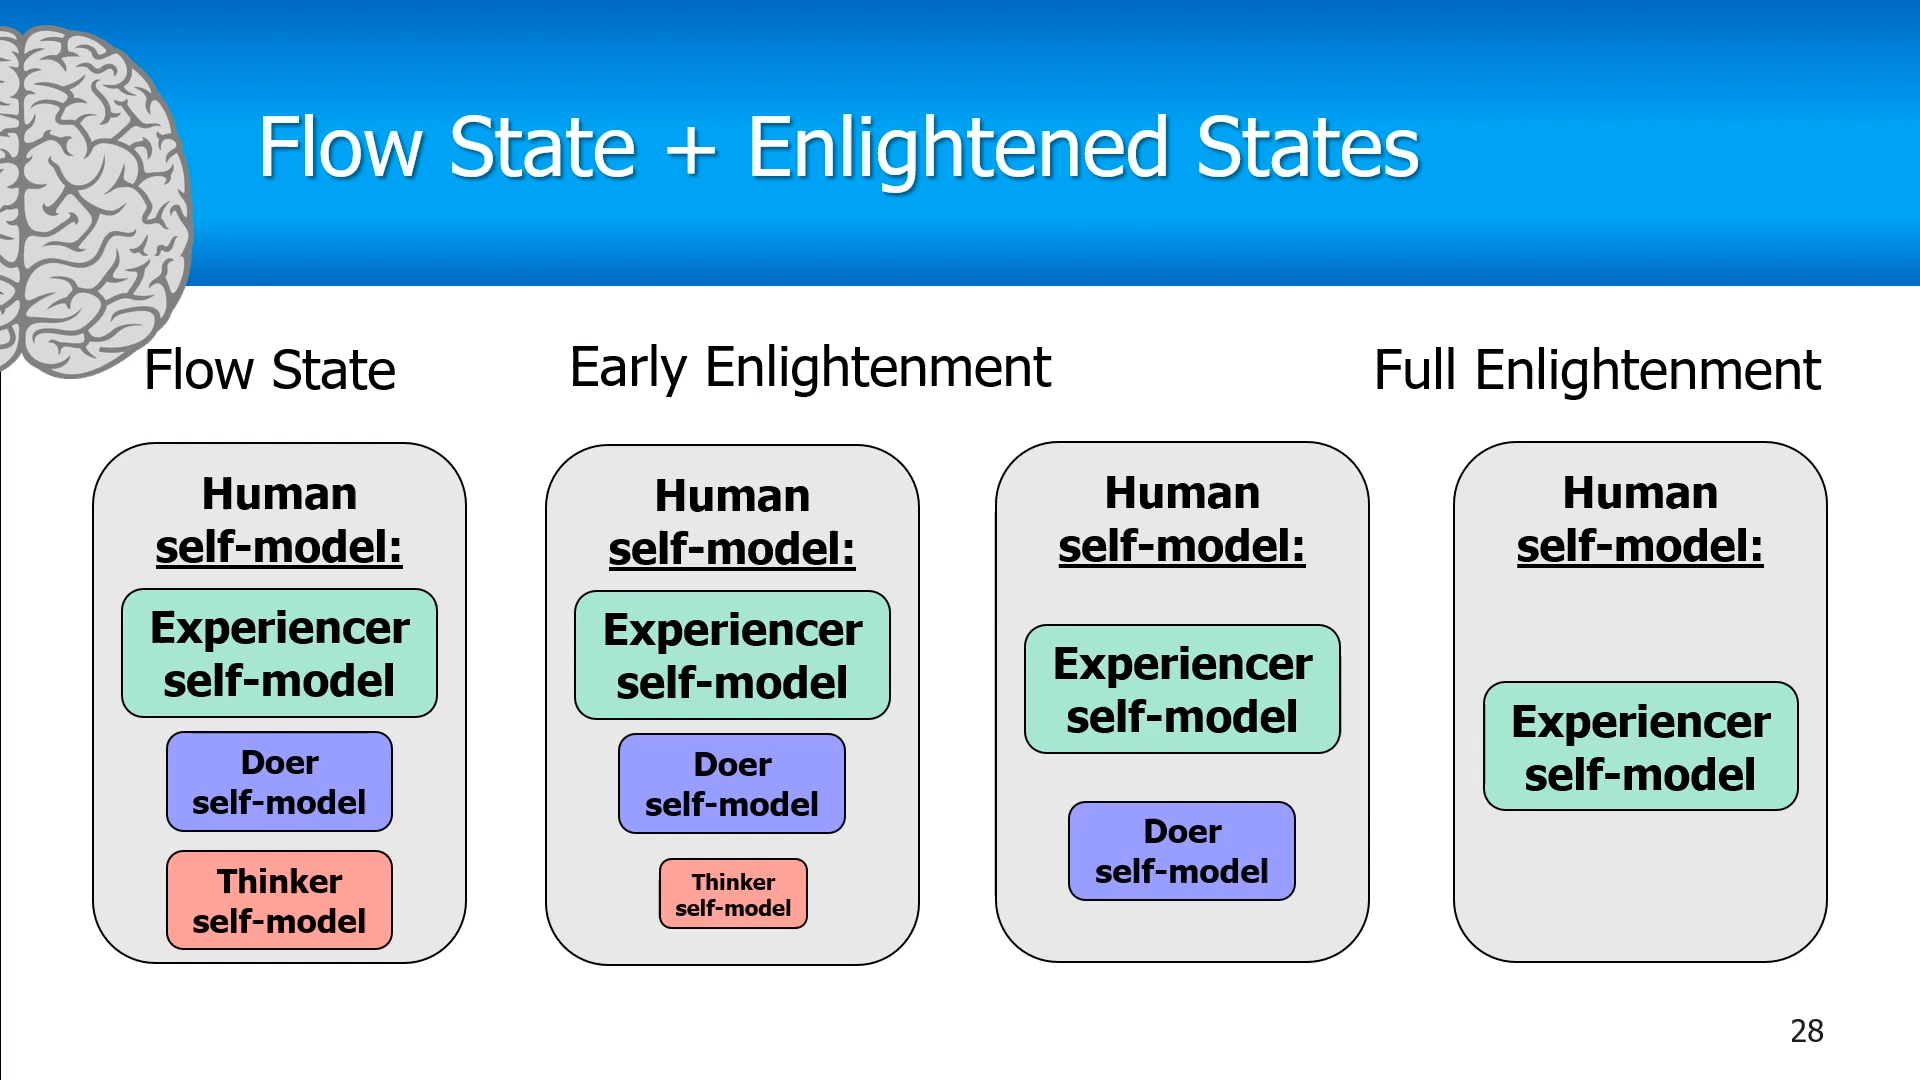 Flow State + Enlightened States
Flow State
Early Enlightenment
Full Enlightenment
Human
self-model:
Experiencer
self-model
Doer
self-model
Thinker
self-model
Human
self-model:
Experiencer
self-model
Doer
self-model
Thinker
self-model
Human
self-model:
Experiencer
self-model
Doer
self-model
Human
self-model:
Experiencer
self-model
28